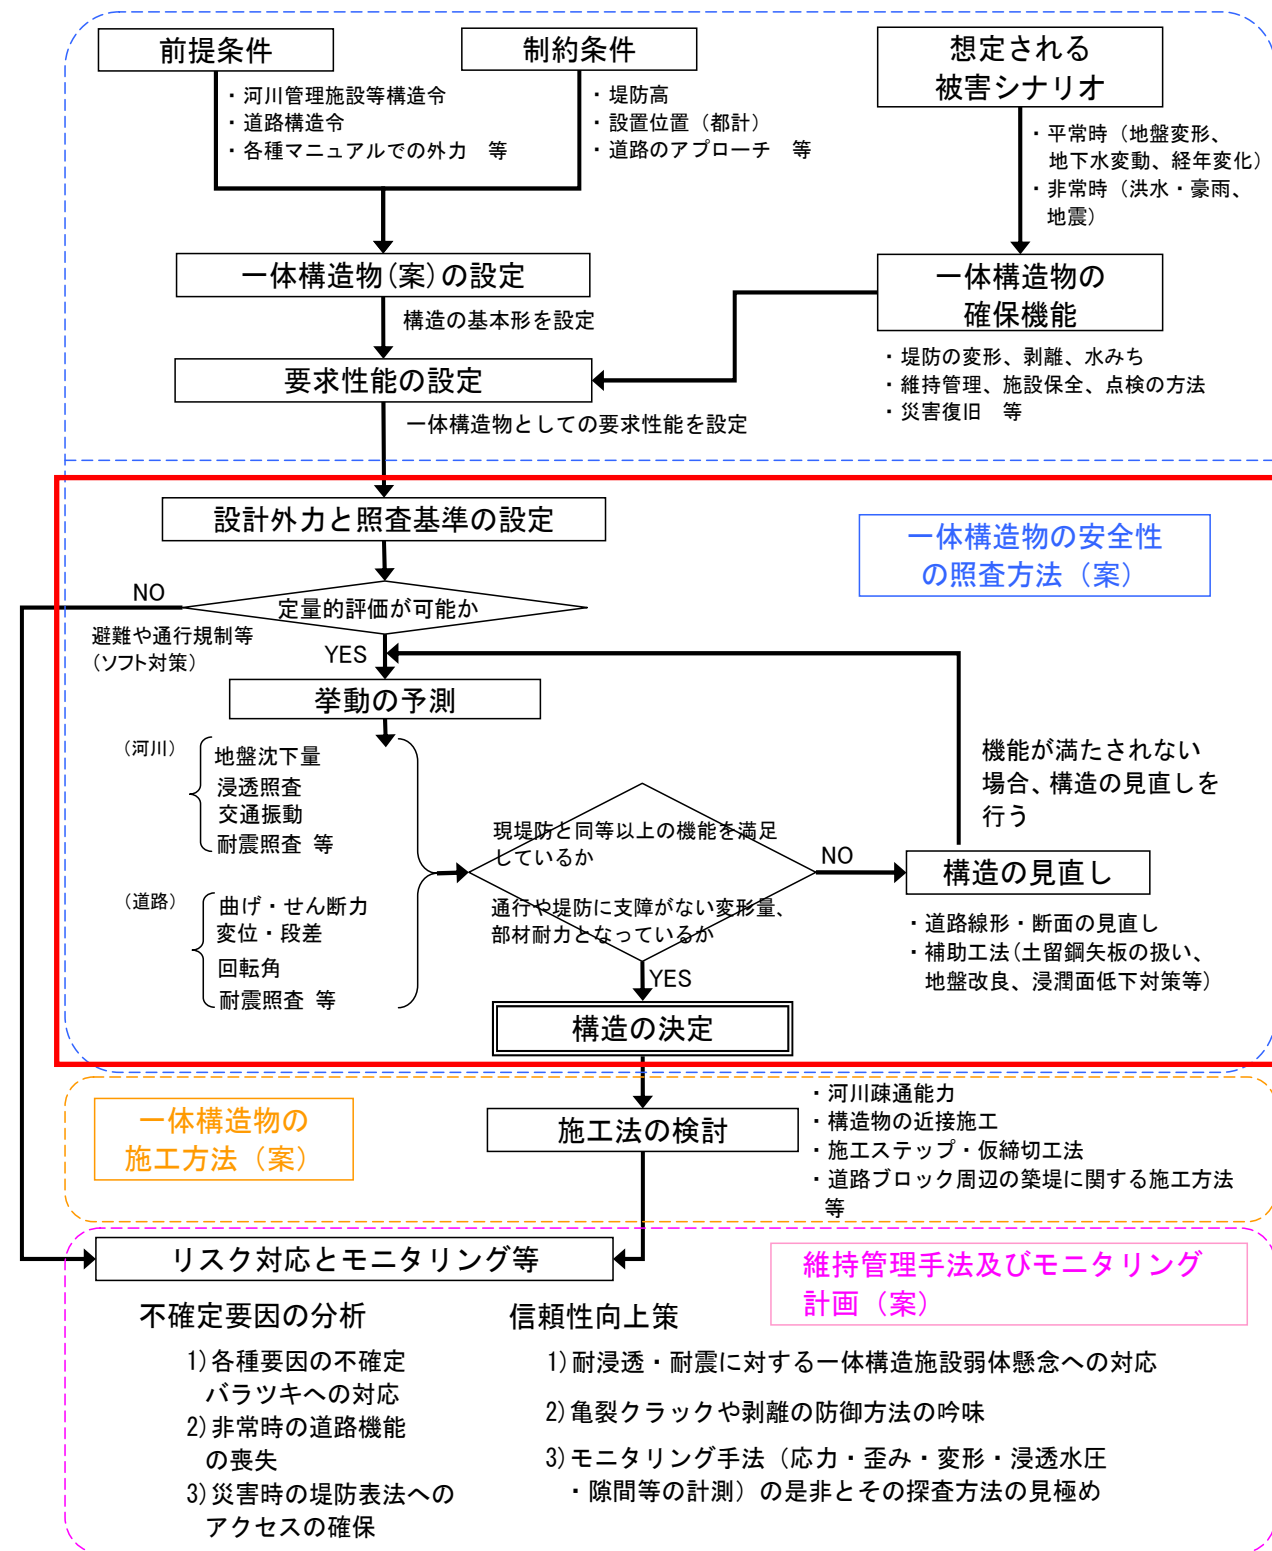 前提条件
・河川管理施設等構造令
・道路構造令
・各種マニュアルでの外力　等
制約条件
・堤防高
・設置位置（都計）
・道路のアプローチ　等
想定される
被害シナリオ
・平常時（地盤変形、
地下水変動、経年変化）
・非常時（洪水・豪雨、
地震）
一体構造物(案)の設定
構造の基本形を設定
一体構造物の
確保機能
・堤防の変形、剥離、水みち
・維持管理、施設保全、点検の方法
・災害復旧　等
要求性能の設定
一体構造物としての要求性能を設定
設計外力と照査基準の設定
一体構造物の安全性
の照査方法（案）
定量的評価が可能か
NO
避難や通行規制等
(ソフト対策)
YES
挙動の予測
（河川）
地盤沈下量
浸透照査
交通振動
耐震照査 等
（道路）
曲げ・せん断力
変位・段差
回転角
耐震照査 等
現堤防と同等以上の機能を満足
しているか
通行や堤防に支障がない変形量、
部材耐力となっているか
NO
YES
機能が満たされない
場合、構造の見直しを
行う
構造の見直し
・道路線形・断面の見直し
・補助工法(土留鋼矢板の扱い、
地盤改良、浸潤面低下対策等)
構造の決定
一体構造物の
施工方法（案）
施工法の検討
・河川疎通能力
・構造物の近接施工
・施工ステップ・仮締切工法
・道路ブロック周辺の築堤に関する施工方法
等
リスク対応とモニタリング等
維持管理手法及びモニタリング
計画（案）
不確定要因の分析
1)各種要因の不確定
バラツキへの対応
2)非常時の道路機能
の喪失
3)災害時の堤防表法への
アクセスの確保
信頼性向上策
1)耐浸透・耐震に対する一体構造施設弱体懸念への対応
2)亀裂クラックや剥離の防御方法の吟味
3)モニタリング手法（応力・歪み・変形・浸透水圧
・隙間等の計測）の是非とその探査方法の見極め